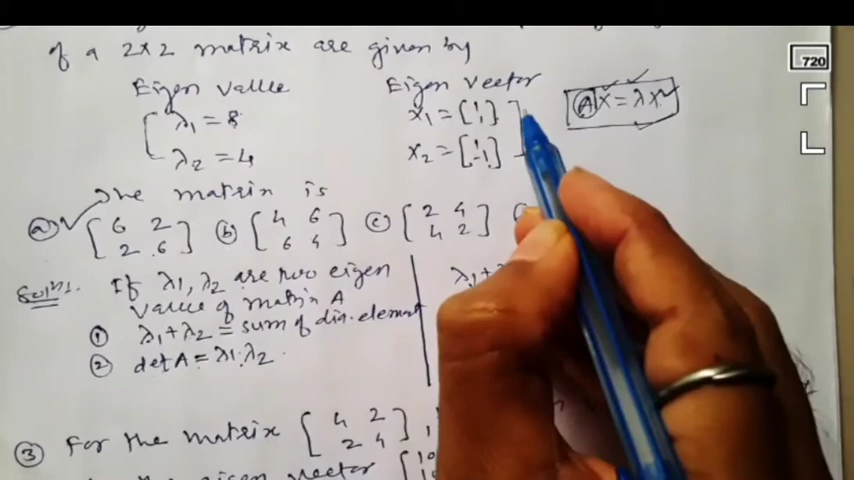 of a 2*2 matrix are given by
Eigen value Eigen vector
λ1 = 8 x1 = [1 1] (A)X = λX
λ2 = 4 x2 = [1 -1]
The matrix is
(a) [6 2 2 6] (b) [4 6 6 4] (c) [2 4 4 2]
Soln:. If λ1, λ2 are two eigen
value of matrix A
(1) λ1 + λ2 = sum of dia. element
(2) det A = λ1.λ2
(3) For the matrix [4 2 2 4],
eigen vector
720